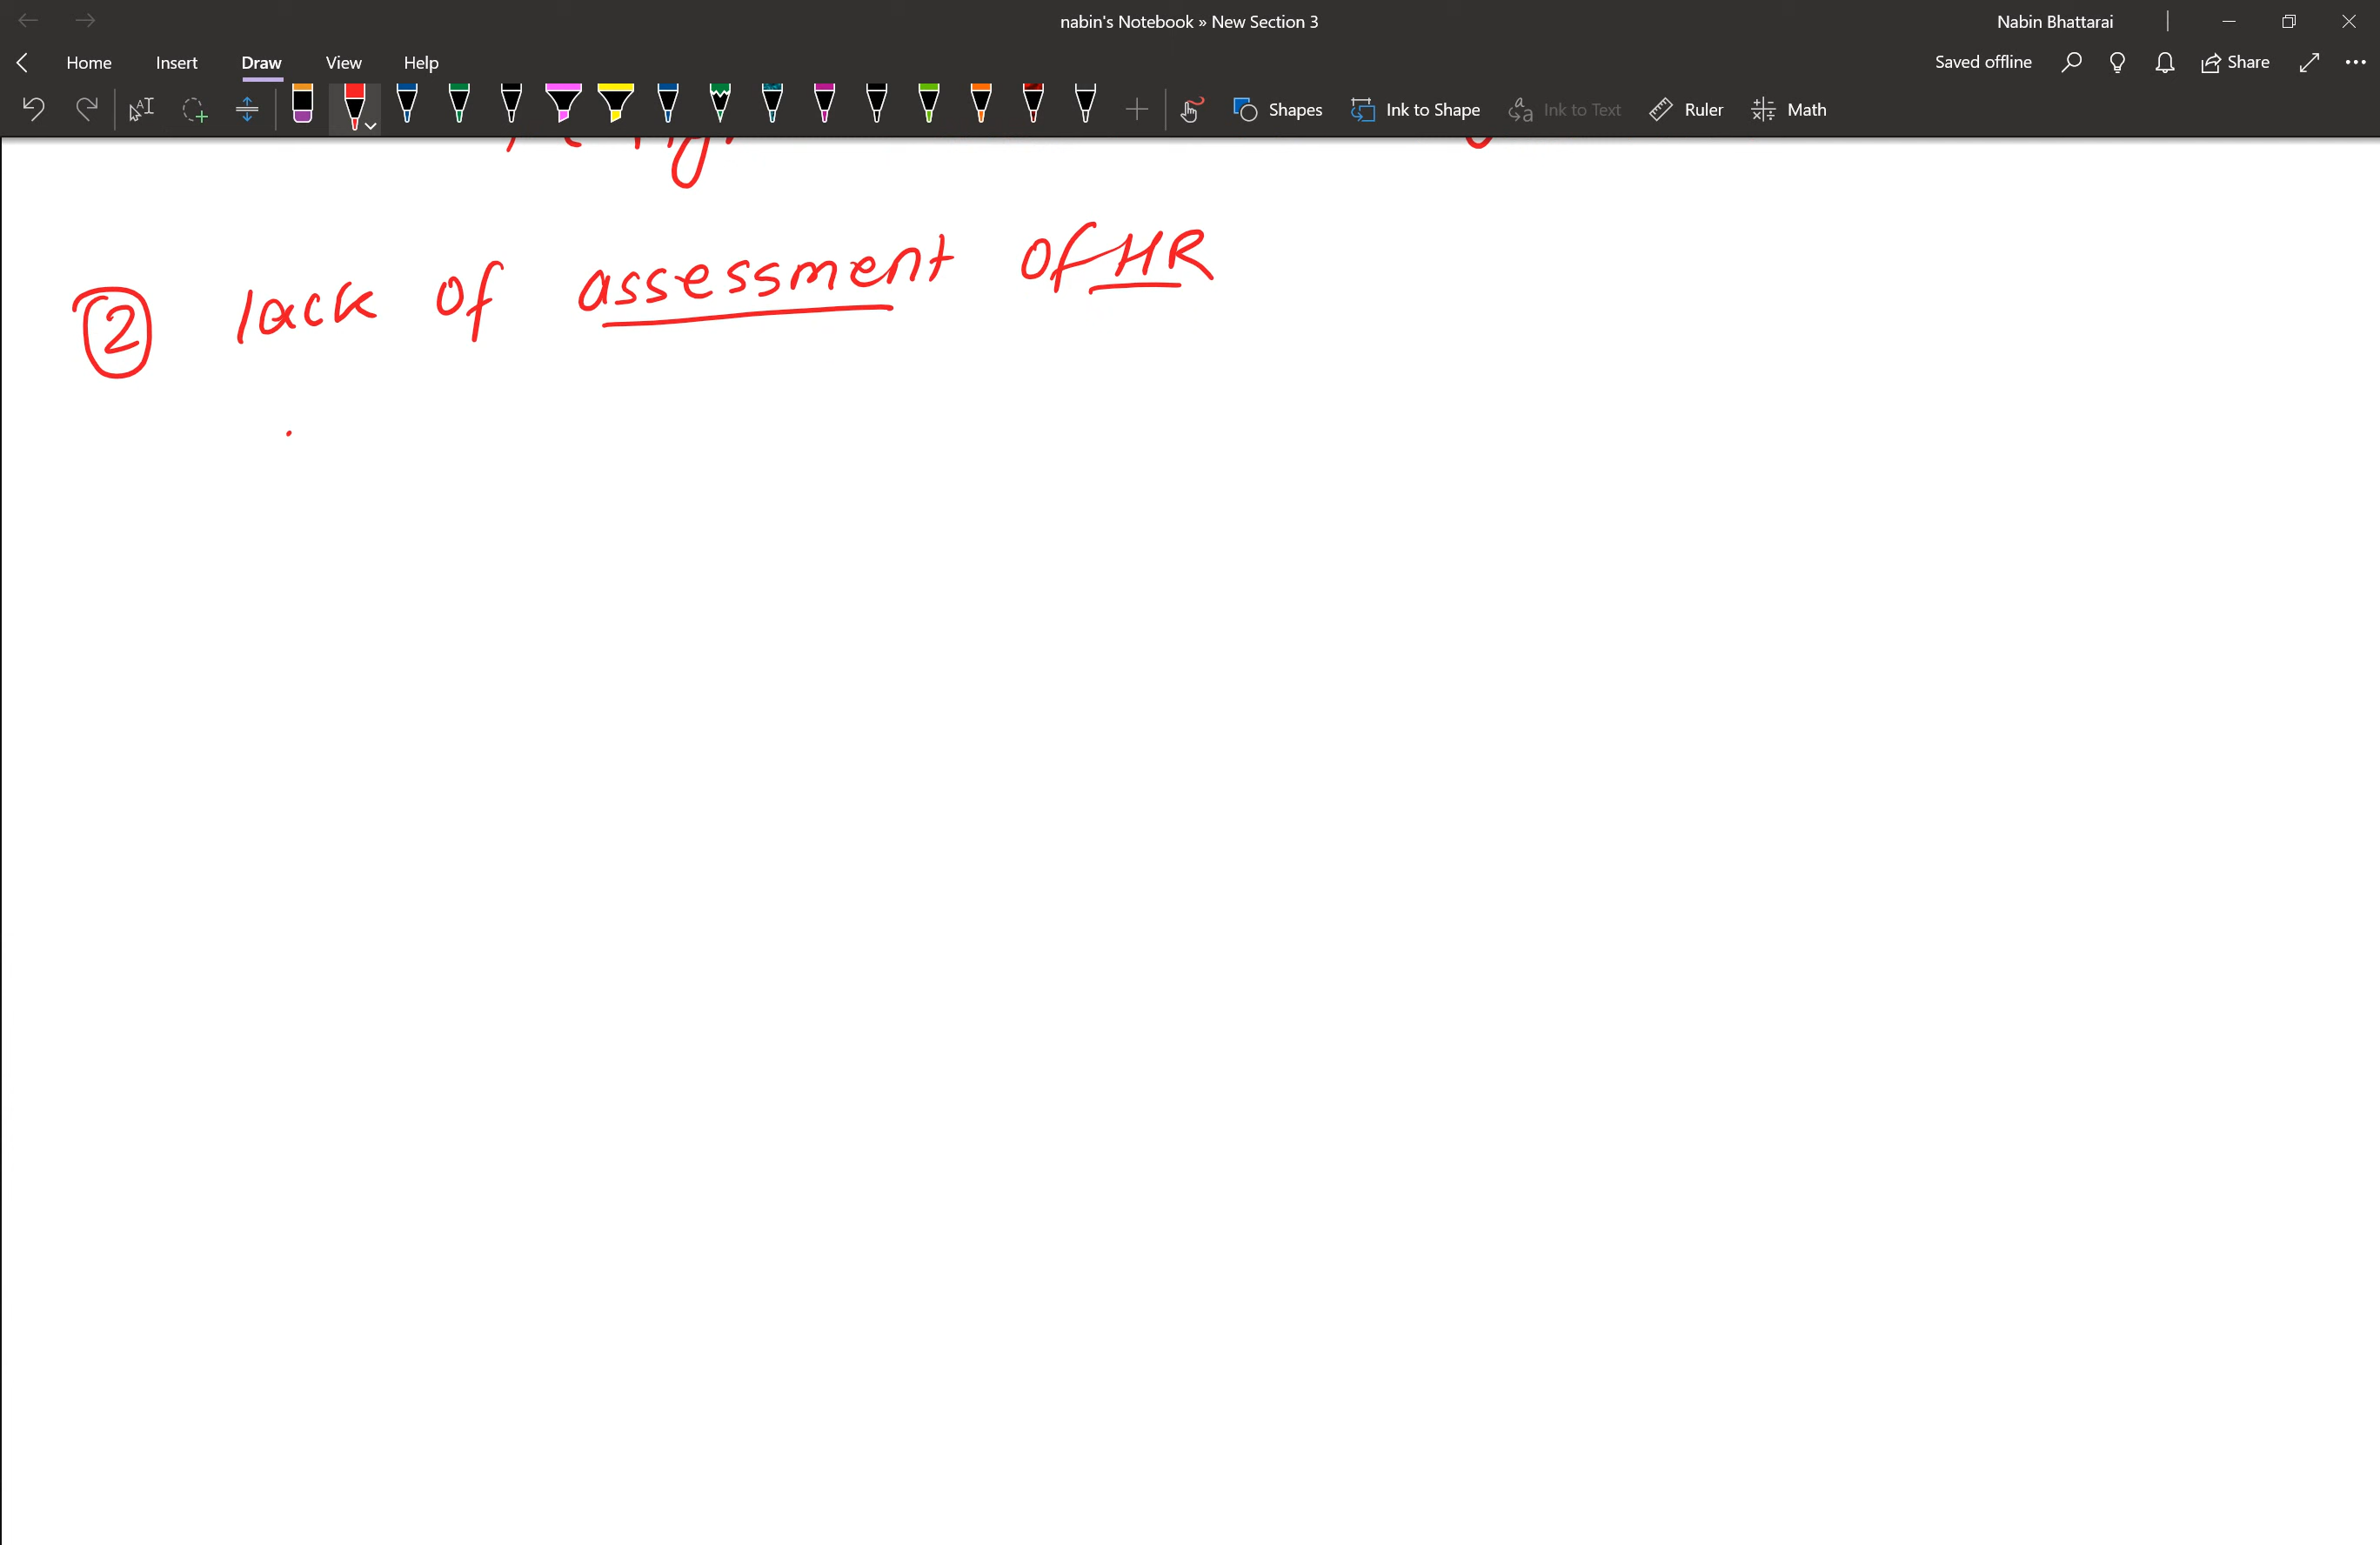 nabin's Notebook » New Section 3
Nabin Bhattarai
Home Insert Draw View Help
Saved offline
Share
Shapes Ink to Shape Ink to Text Ruler Math
② lack of assessment of HR